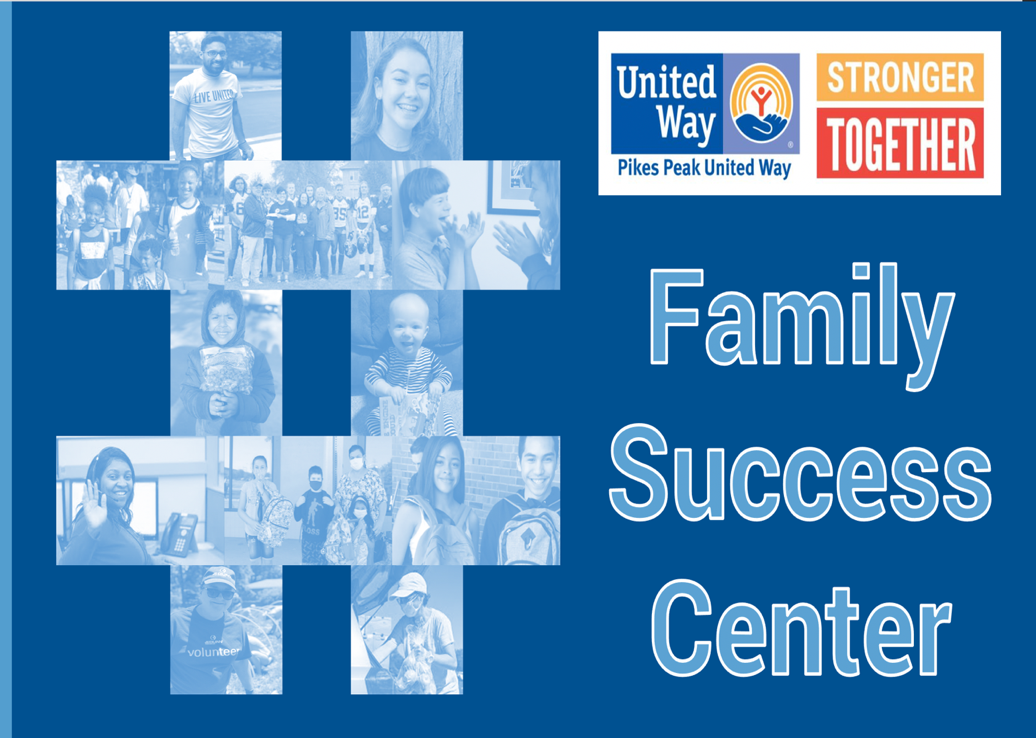 LIVE UNITED
volunteer
United
Way
®
Pikes Peak United Way
STRONGER
TOGETHER
Family
Success
Center